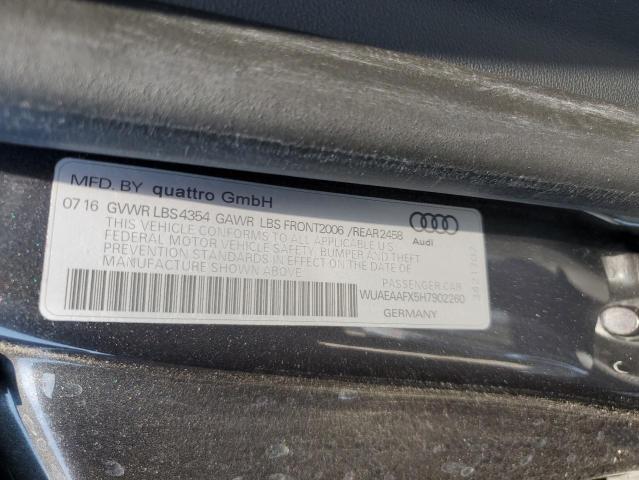 MFD. BY quattro GmbH
07 16 GVWR LBS 4354 GAWR LBS FRONT2006 /REAR2458
THIS VEHICLE CONFORMS TO ALL APPLICABLE U.S.
FEDERAL MOTOR VEHICLE SAFETY, BUMPER AND THEFT
PREVENTION STANDARDS IN EFFECT ON THE DATE OF
MANUFACTURE SHOWN ABOVE.
Audi
PASSENGER CAR
WUAEAAFX5H7902260
GERMANY